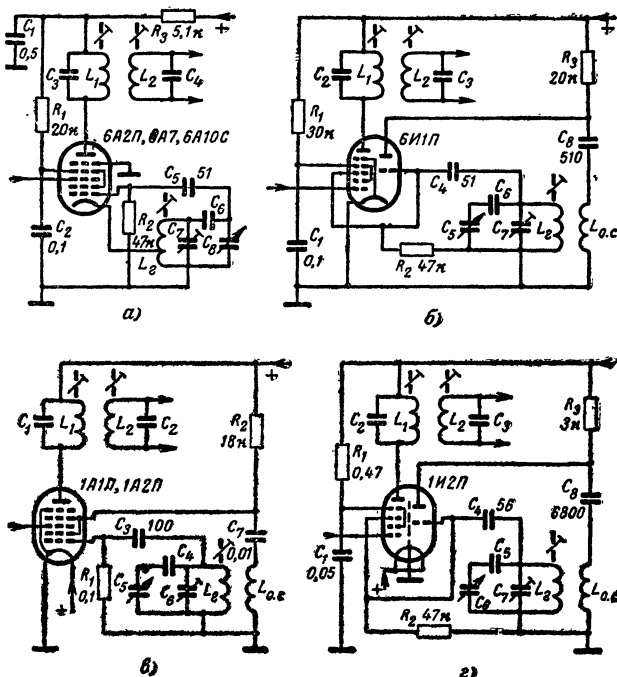 C1
0,5
R3 5,1к
+
C3
L1
L2
C4
R1
20к
6А2П, 6А7, 6А10С
C5
51
C6
R2
47к
C7
C8
Lг
C2
0,1
а)
+
C2
L1
L2
C3
R3
20к
R1
30к
6И1П
C8
510
C4
51
C6
C5
C7
Lг
Lо.с
C1
0,1
R2 47к
б)
+
C1
L1
L2
C2
R2
18к
1А1П, 1А2П
C3
100
C7
0,01
C4
C5
C6
Lг
Lо.с
R1
0,1
+
в)
+
C2
L1
L2
C3
R3
3к
R1
0,47
1И2П
C4
56
C8
6800
C5
C6
C7
Lг
Lо.с
C1
0,05
+
R2 47к
г)